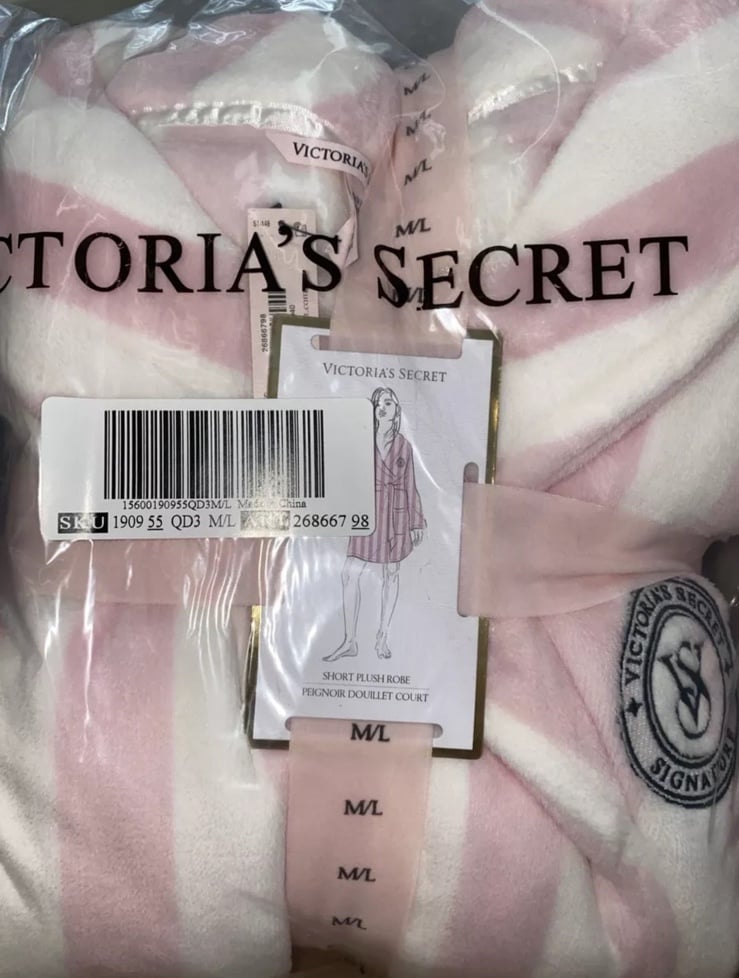 M/L
M/L
M/L
VICTORIA'S
M/L
CTORIA'S SECRET
26866798
VICTORIA'S SECRET
15600190955QD3M/L Made in China
SKU 1909 55 QD3 M/L 268667 98
VICTORIA'S SECRET
VS
SIGNATURE
SHORT PLUSH ROBE
PEIGNOIR DOUILLET COURT
M/L
M/L
M/L
M/L